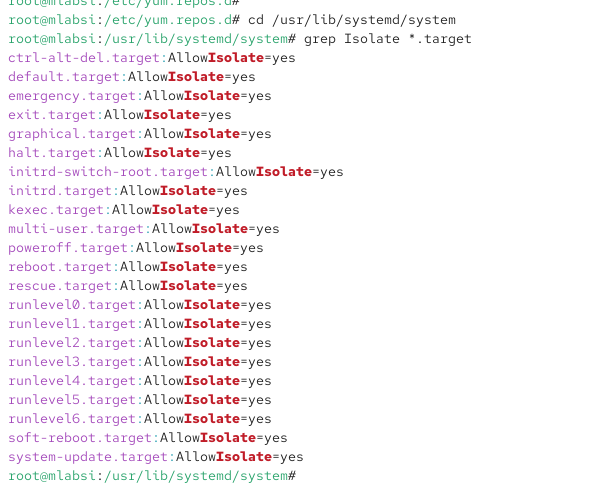 root@mlabsi:/etc/yum.repos.d#
root@mlabsi:/etc/yum.repos.d# cd /usr/lib/systemd/system
root@mlabsi:/usr/lib/systemd/system# grep Isolate *.target
ctrl-alt-del.target:AllowIsolate=yes
default.target:AllowIsolate=yes
emergency.target:AllowIsolate=yes
exit.target:AllowIsolate=yes
graphical.target:AllowIsolate=yes
halt.target:AllowIsolate=yes
initrd-switch-root.target:AllowIsolate=yes
initrd.target:AllowIsolate=yes
kexec.target:AllowIsolate=yes
multi-user.target:AllowIsolate=yes
poweroff.target:AllowIsolate=yes
reboot.target:AllowIsolate=yes
rescue.target:AllowIsolate=yes
runlevel0.target:AllowIsolate=yes
runlevel1.target:AllowIsolate=yes
runlevel2.target:AllowIsolate=yes
runlevel3.target:AllowIsolate=yes
runlevel4.target:AllowIsolate=yes
runlevel5.target:AllowIsolate=yes
runlevel6.target:AllowIsolate=yes
soft-reboot.target:AllowIsolate=yes
system-update.target:AllowIsolate=yes
root@mlabsi:/usr/lib/systemd/system#